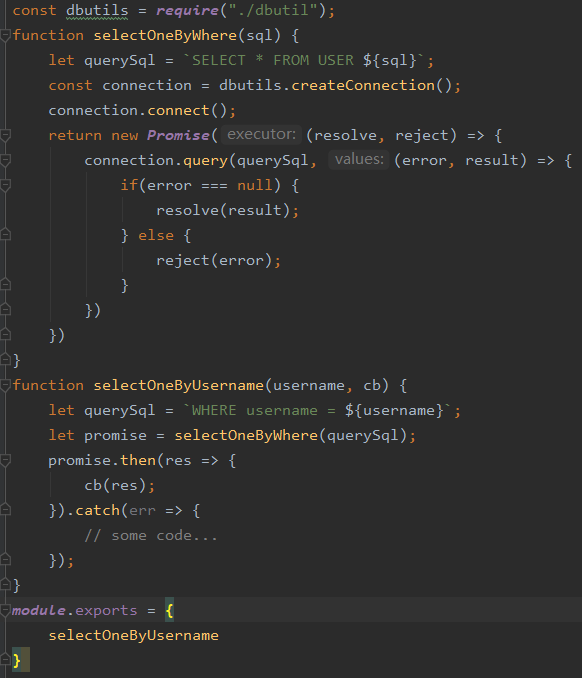 const dbutils = require("./dbutil");
function selectOneByWhere(sql) {
    let querySql = `SELECT * FROM USER ${sql}`;
    const connection = dbutils.createConnection();
    connection.connect();
    return new Promise( executor: (resolve, reject) => {
        connection.query(querySql, values: (error, result) => {
            if(error === null) {
                resolve(result);
            } else {
                reject(error);
            }
        })
    })
}
function selectOneByUsername(username, cb) {
    let querySql = `WHERE username = ${username}`;
    let promise = selectOneByWhere(querySql);
    promise.then(res => {
        cb(res);
    }).catch(err => {
        // some code...
    });
}
module.exports = {
    selectOneByUsername
}